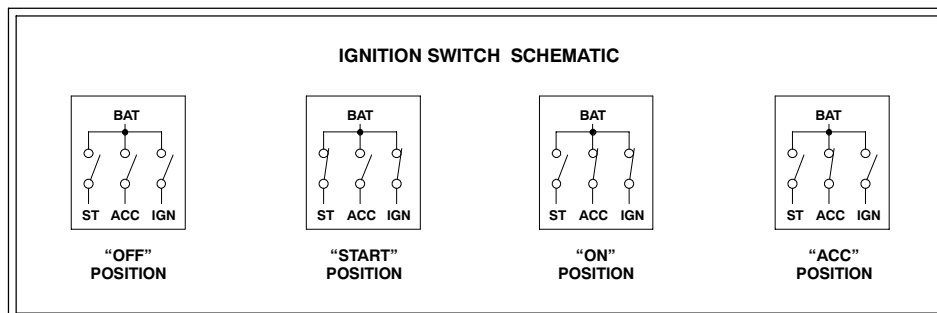 IGNITION SWITCH SCHEMATIC
BAT
ST ACC IGN
“OFF”
POSITION
BAT
ST ACC IGN
“START”
POSITION
BAT
ST ACC IGN
“ON”
POSITION
BAT
ST ACC IGN
“ACC”
POSITION